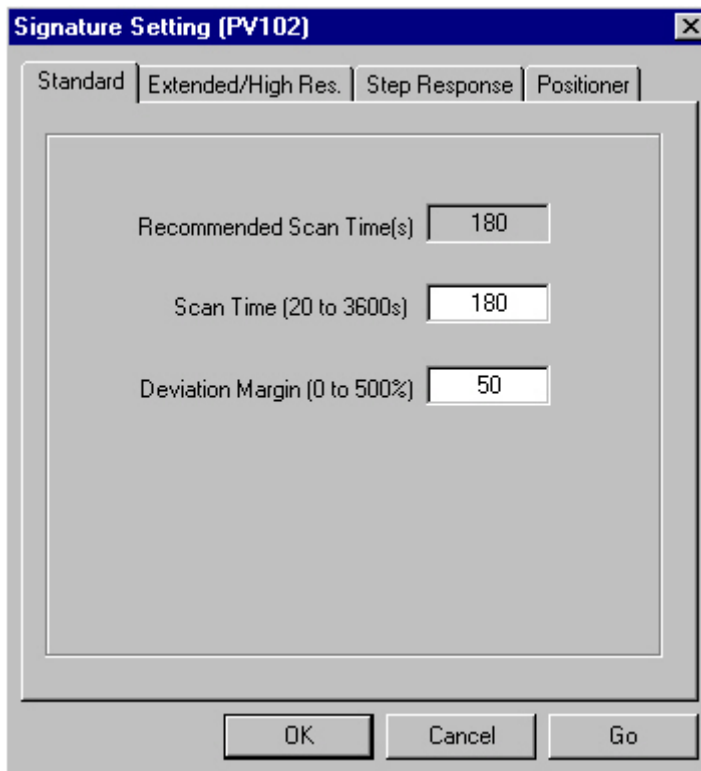 Signature Setting (PV102)
Standard Extended/High Res. Step Response Positioner
Recommended Scan Time(s) 180
Scan Time (20 to 3600s) 180
Deviation Margin (0 to 500%) 50
OK Cancel Go